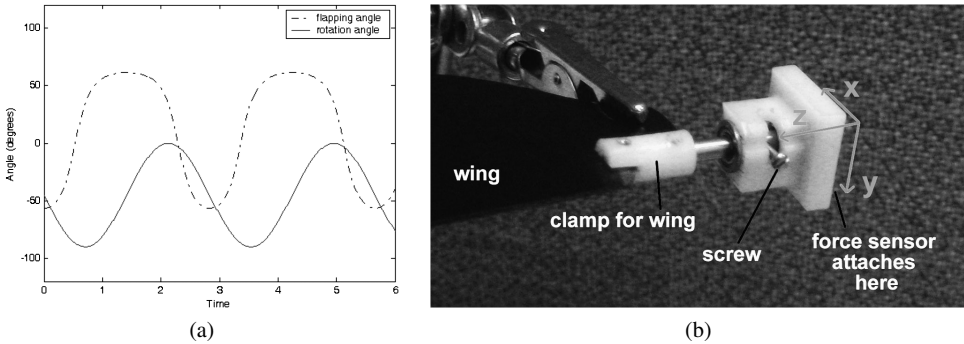 flapping angle
rotation angle
100
50
0
-50
-100
Angle (degrees)
0 1 2 3 4 5 6
Time
(a)
wing
clamp for wing
screw
force sensor
attaches
here
x
z
y
(b)